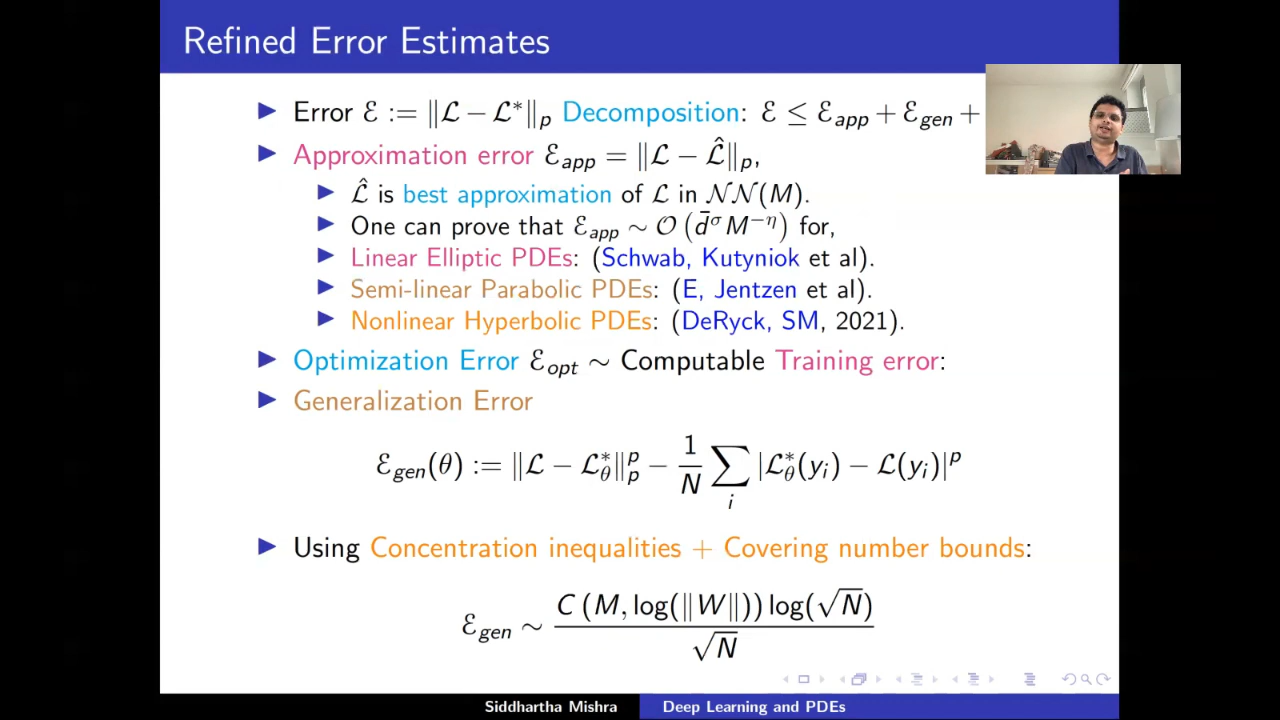 Refined Error Estimates
▶ Error ℰ := ‖ℒ − ℒ*‖ₚ Decomposition: ℰ ≤ ℰ_app + ℰ_gen +
▶ Approximation error ℰ_app = ‖ℒ − ℒ̂‖ₚ,
▶ ℒ̂ is best approximation of ℒ in 𝒩𝒩(M).
▶ One can prove that ℰ_app ∼ 𝒪(d̄^σ M^−η) for,
▶ Linear Elliptic PDEs: (Schwab, Kutyniok et al).
▶ Semi-linear Parabolic PDEs: (E, Jentzen et al).
▶ Nonlinear Hyperbolic PDEs: (DeRyck, SM, 2021).
▶ Optimization Error ℰ_opt ∼ Computable Training error:
▶ Generalization Error
ℰ_gen(θ) := ‖ℒ − ℒ*_θ‖ₚ^p − 1/N ∑_i |ℒ*_θ(y_i) − ℒ(y_i)|^p
▶ Using Concentration inequalities + Covering number bounds:
ℰ_gen ∼ C(M, log(‖W‖)) log(√N) / √N
Siddhartha Mishra Deep Learning and PDEs